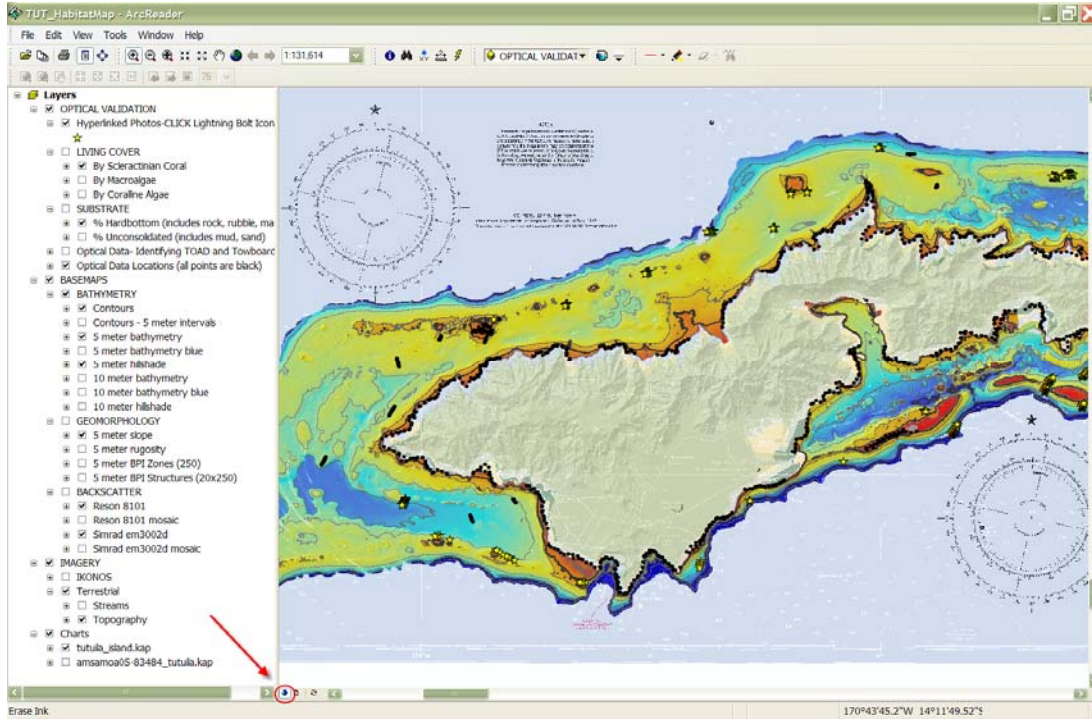 TUT_HabitatMap - ArcReader
File Edit View Tools Window Help
1:131,614
OPTICAL VALIDAT
75
Layers
OPTICAL VALIDATION
Hyperlinked Photos-CLICK Lightning Bolt Icon
LIVING COVER
By Scleractinian Coral
By Macroalgae
By Coralline Algae
SUBSTRATE
% Hardbottom (includes rock, rubble, ma
% Unconsolidated (includes mud, sand)
Optical Data- Identifying TOAD and Towboard
Optical Data Locations (all points are black)
BASEMAPS
BATHYMETRY
Contours
Contours - 5 meter intervals
5 meter bathymetry
5 meter bathymetry blue
5 meter hillshade
10 meter bathymetry
10 meter bathymetry blue
10 meter hillshade
GEOMORPHOLOGY
5 meter slope
5 meter rugosity
5 meter BPI Zones (250)
5 meter BPI Structures (20x250)
BACKSCATTER
Reson 8101
Reson 8101 mosaic
Simrad em3002d
Simrad em3002d mosaic
IMAGERY
IKONOS
Terrestrial
Streams
Topography
Charts
tutuila_island.kap
amsamoa05-83484_tutuila.kap
Erase Ink
170°43'45.2"W 14°11'49.52"S